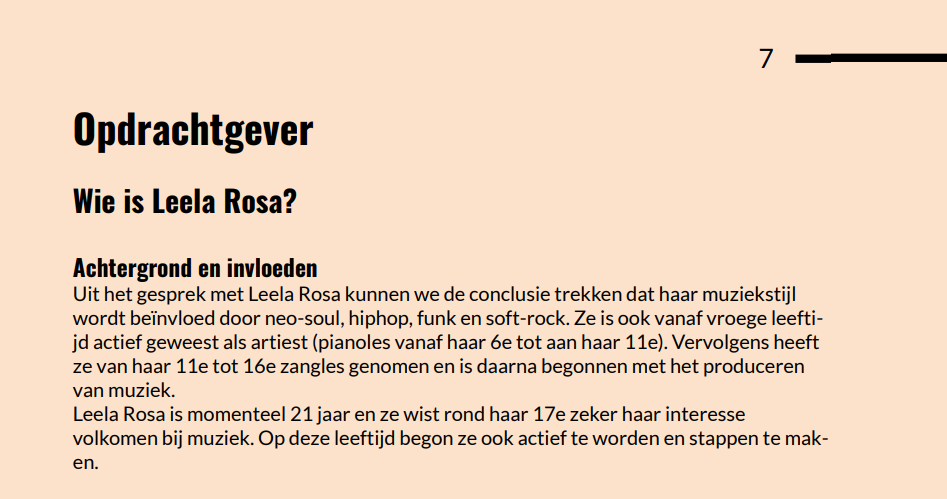 7
Opdrachtgever
Wie is Leela Rosa?
Achtergrond en invloeden
Uit het gesprek met Leela Rosa kunnen we de conclusie trekken dat haar muziekstijl
wordt beïnvloed door neo-soul, hiphop, funk en soft-rock. Ze is ook vanaf vroege leefti-
jd actief geweest als artiest (pianoles vanaf haar 6e tot aan haar 11e). Vervolgens heeft
ze van haar 11e tot 16e zangles genomen en is daarna begonnen met het produceren
van muziek.
Leela Rosa is momenteel 21 jaar en ze wist rond haar 17e zeker haar interesse
volkomen bij muziek. Op deze leeftijd begon ze ook actief te worden en stappen te mak-
en.